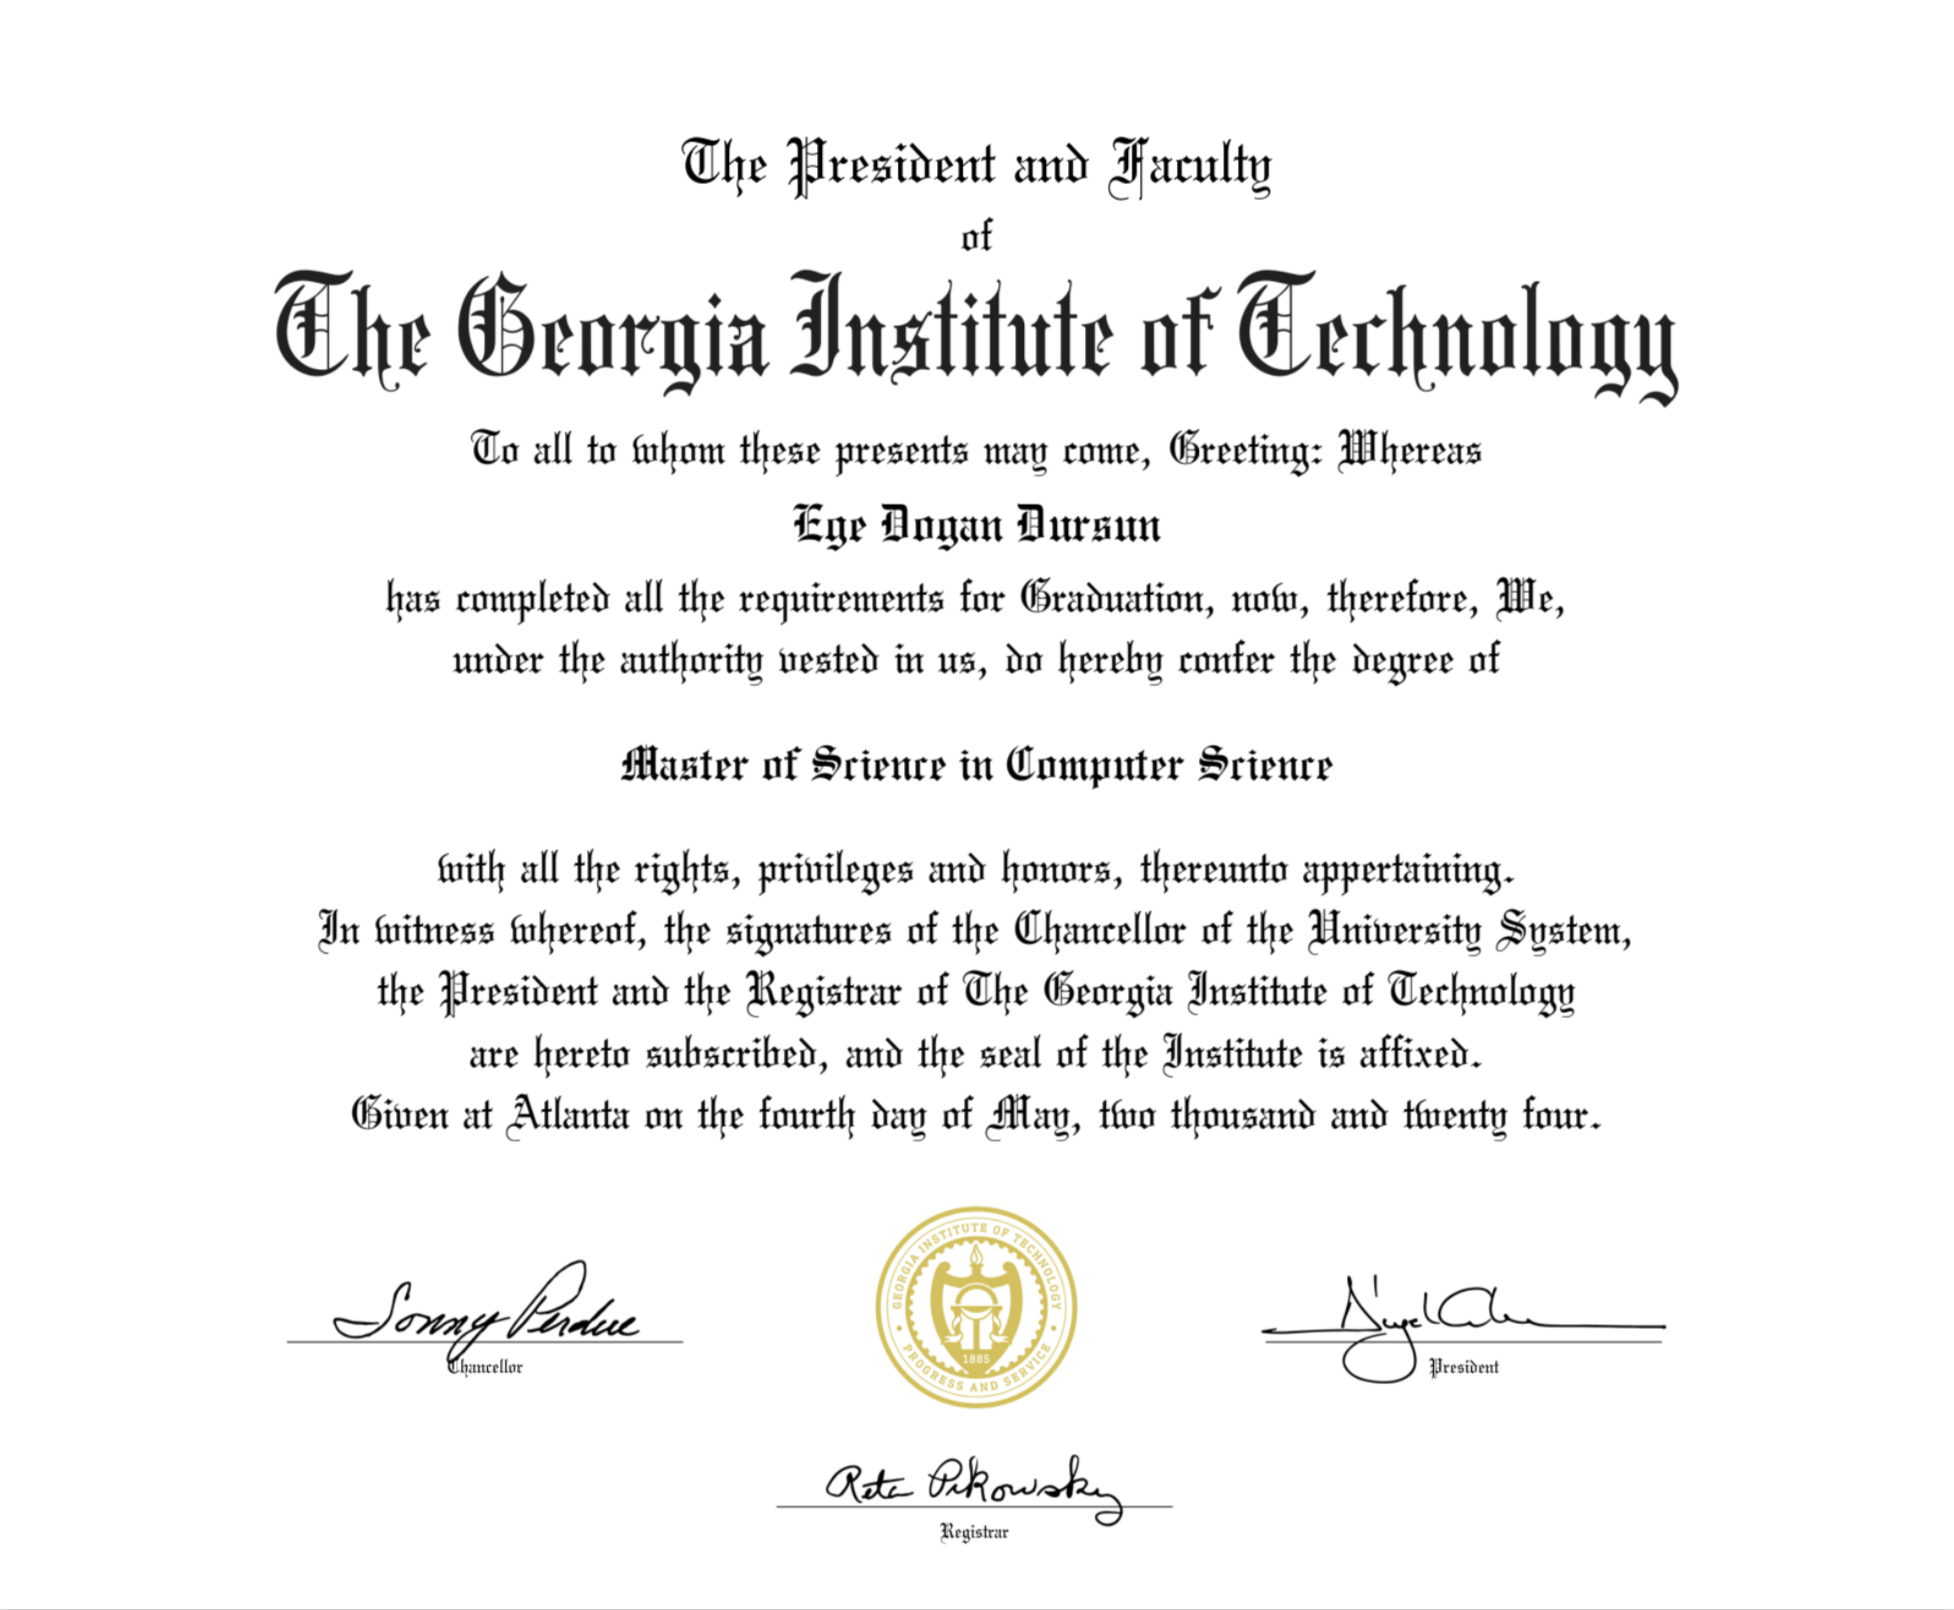 The President and Faculty
of
The Georgia Institute of Technology
To all to whom these presents may come, Greeting: Whereas
Ege Dogan Dursun
has completed all the requirements for Graduation, now, therefore, We,
under the authority vested in us, do hereby confer the degree of
Master of Science in Computer Science
with all the rights, privileges and honors, thereunto appertaining.
In witness whereof, the signatures of the Chancellor of the University System,
the President and the Registrar of The Georgia Institute of Technology
are hereto subscribed, and the seal of the Institute is affixed.
Given at Atlanta on the fourth day of May, two thousand and twenty four.
GEORGIA INSTITUTE OF TECHNOLOGY
1885
PROGRESS AND SERVICE
Sonny Perdue
Chancellor
President
Reta Pikowsky
Registrar